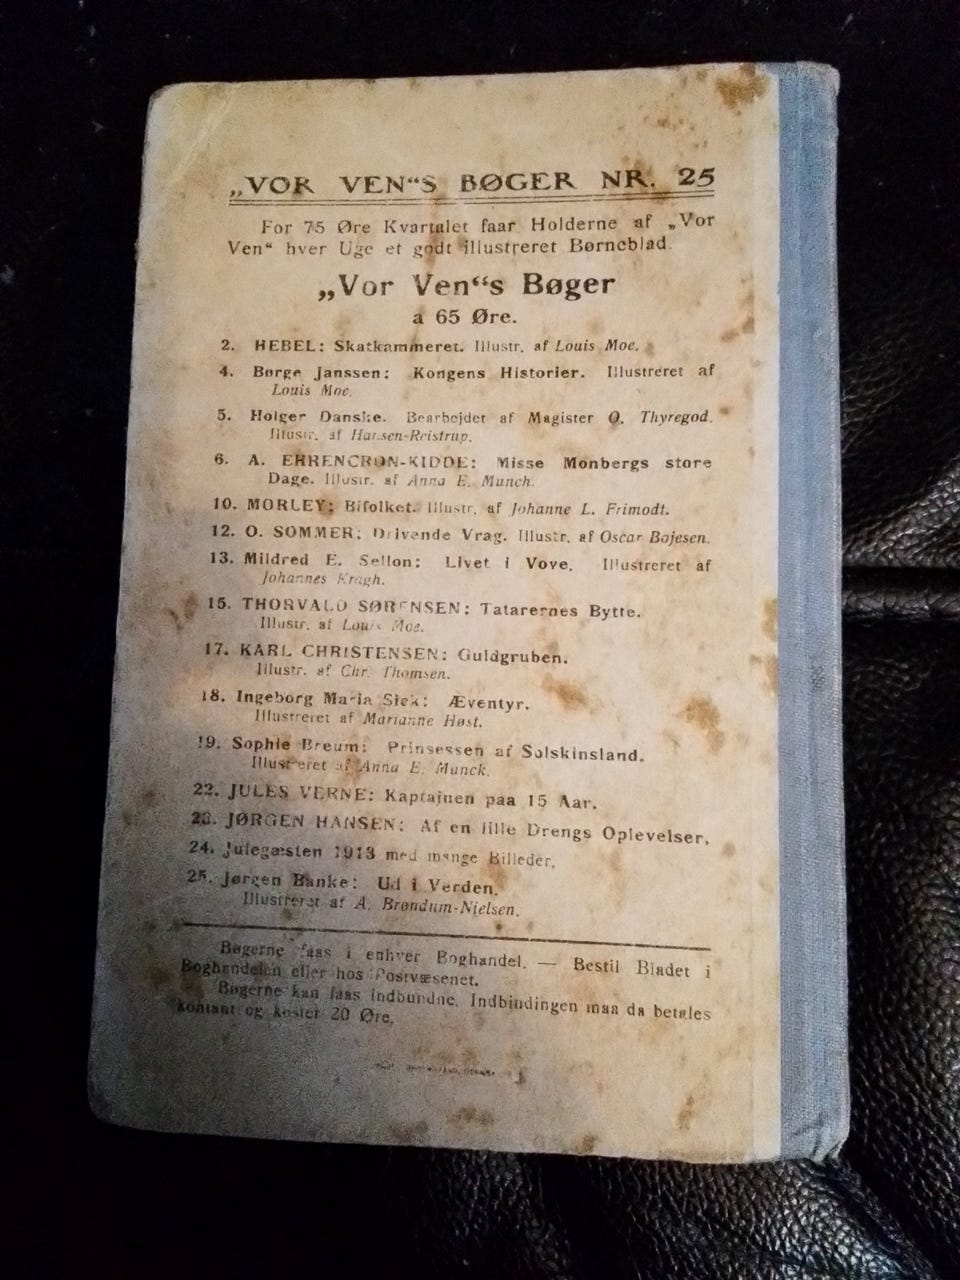 „VOR VEN“S BØGER NR. 25
For 75 Øre Kvartalet faar Holderne af „Vor
Ven“ hver Uge et godt illustreret Børneblad.
„Vor Ven“s Bøger
a 65 Øre.
2. HEBEL: Skatkammeret. Illustr. af Louis Moe.
4. Børge Janssen: Kongens Historier. Illustreret af
Louis Moe.
5. Holger Danske. Bearbejdet af Magister O. Thyregod.
Illustr. af Hansen-Reistrup.
6. A. EHRENCRON-KIDDE: Misse Monbergs store
Dage. Illustr. af Anna E. Munch.
10. MORLEY: Bifolket. Illustr. af Johanne L. Frimodt.
12. O. SOMMER: Drivende Vrag. Illustr. af Oscar Bojesen.
13. Mildred E. Sellon: Livet i Vove. Illustreret af
Johannes Kragh.
15. THORVALD SØRENSEN: Tatarernes Bytte.
Illustr. af Louis Moe.
17. KARL CHRISTENSEN: Guldgruben.
Illustr. af Chr. Thomsen.
18. Ingeborg Maria Sick: Æventyr.
Illustreret af Marianne Høst.
19. Sophie Breum: Prinsessen af Solskinsland.
Illustreret af Anna E. Munck.
22. JULES VERNE: Kaptajnen paa 15 Aar.
23. JØRGEN HANSEN: Af en lille Drengs Oplevelser.
24. Julegæsten 1913 med mange Billeder.
25. Jørgen Banke: Ud i Verden.
Illustreret af A. Brøndum-Nielsen.
Bøgerne faas i enhver Boghandel. — Bestil Bladet i
Boghandelen eller hos Postvæsenet.
Bøgerne kan faas indbundne. Indbindingen maa da betales
kontant og koster 20 Øre.